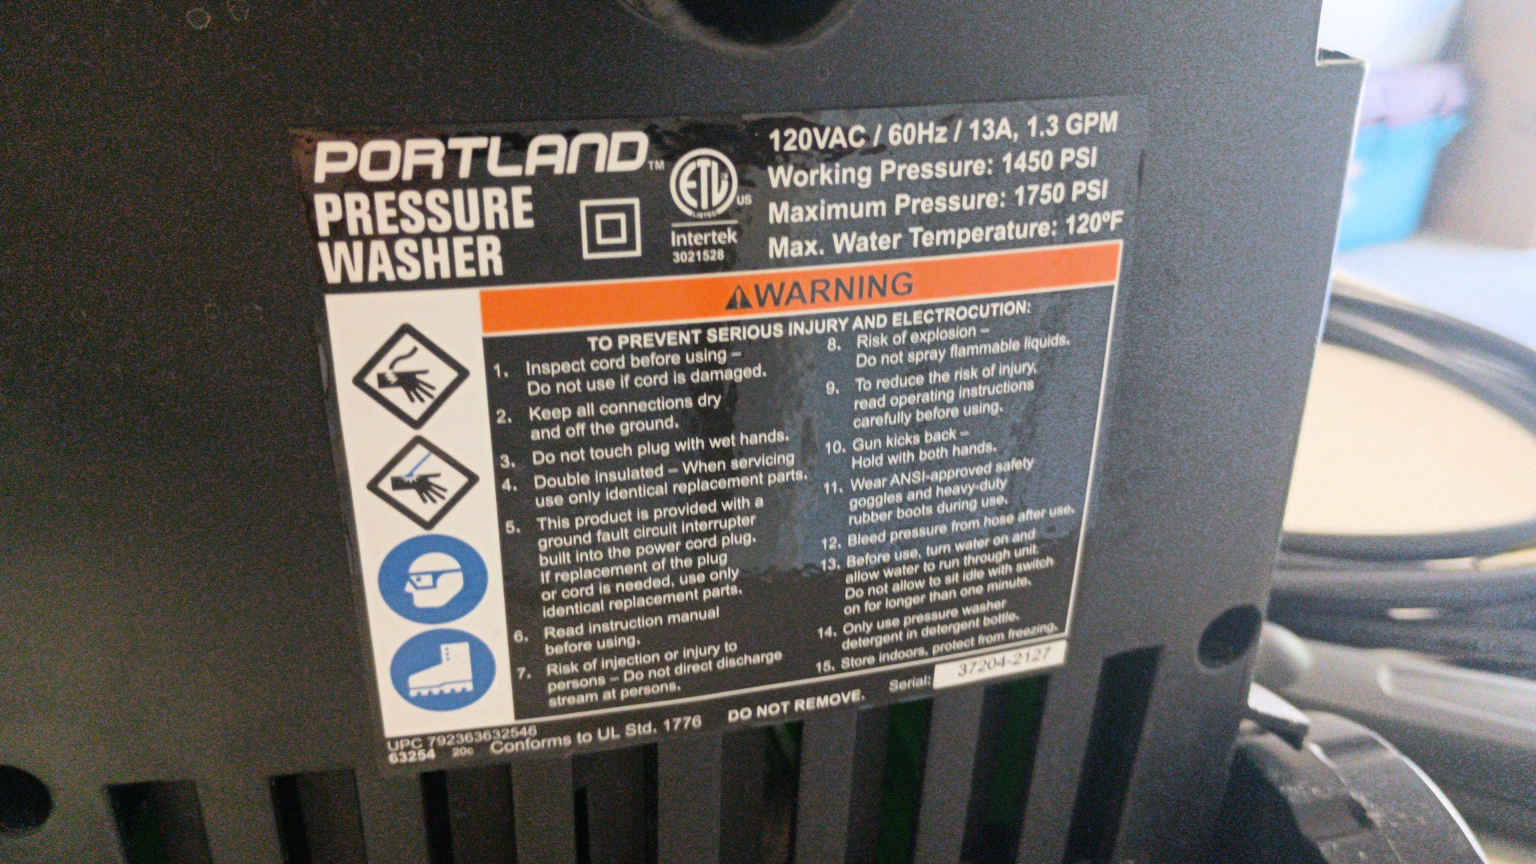 PORTLAND™
PRESSURE
WASHER
ETL
LISTED
US
Intertek
3021528
120VAC / 60Hz / 13A, 1.3 GPM
Working Pressure: 1450 PSI
Maximum Pressure: 1750 PSI
Max. Water Temperature: 120ºF
⚠WARNING
TO PREVENT SERIOUS INJURY AND ELECTROCUTION:
1. Inspect cord before using –
Do not use if cord is damaged.
2. Keep all connections dry
and off the ground.
3. Do not touch plug with wet hands.
4. Double insulated – When servicing
use only identical replacement parts.
5. This product is provided with a
ground fault circuit interrupter
built into the power cord plug.
If replacement of the plug
or cord is needed, use only
identical replacement parts.
6. Read instruction manual
before using.
7. Risk of injection or injury to
persons – Do not direct discharge
stream at persons.
8. Risk of explosion –
Do not spray flammable liquids.
9. To reduce the risk of injury,
read operating instructions
carefully before using.
10. Gun kicks back –
Hold with both hands.
11. Wear ANSI-approved safety
goggles and heavy-duty
rubber boots during use.
12. Bleed pressure from hose after use.
13. Before use, turn water on and
allow water to run through unit.
Do not allow to sit idle with switch
on for longer than one minute.
14. Only use pressure washer
detergent in detergent bottle.
15. Store indoors, protect from freezing.
UPC 792363632546
63254 20c Conforms to UL Std. 1776
DO NOT REMOVE.
Serial: 37204-2127